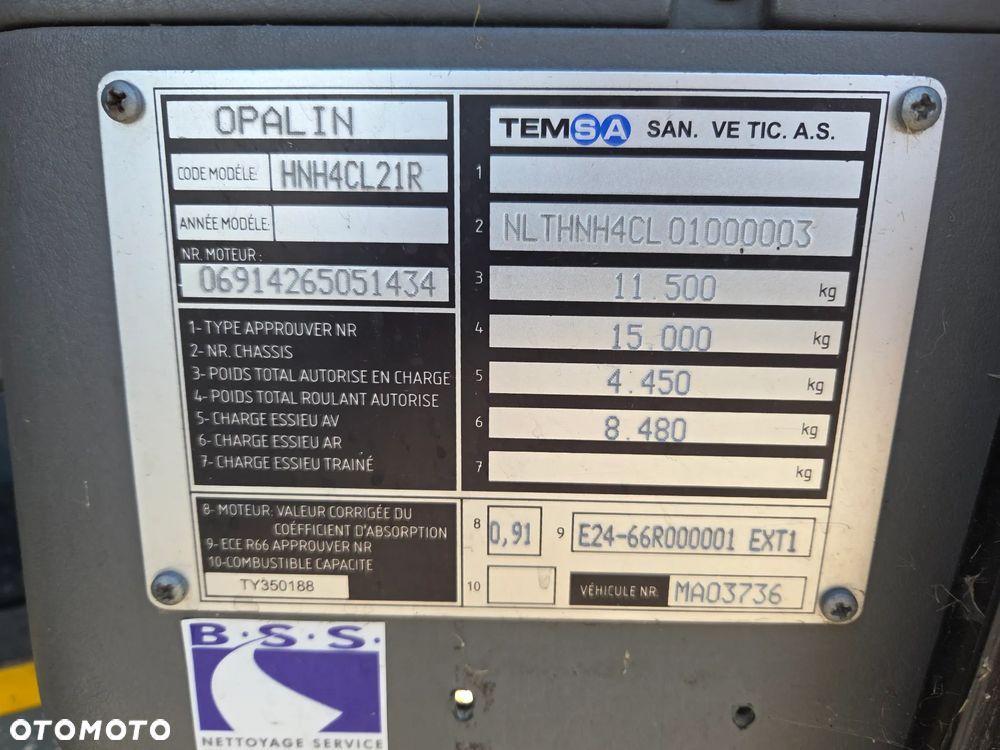 OPALIN
CODE MODÉLE: HNH4CL21R
ANNÉE MODÉLE:
NR. MOTEUR:
06914265051434
1- TYPE APPROUVER NR
2- NR. CHASSIS
3- POIDS TOTAL AUTORISE EN CHARGE
4- POIDS TOTAL ROULANT AUTORISE
5- CHARGE ESSIEU AV
6- CHARGE ESSIEU AR
7- CHARGE ESSIEU TRAINÉ
TEMSA SAN. VE TIC. A.S.
1
2 NLTHNH4CL01000003
3 11.500 kg
4 15.000 kg
5 4.450 kg
6 8.480 kg
7 kg
8- MOTEUR: VALEUR CORRIGÉE DU
COÉFFICIENT D'ABSORPTION
9- ECE R66 APPROUVER NR
10-COMBUSTIBLE CAPACITE
TY350188
8 0,91 9 E24-66R000001 EXT1
10 VÉHICULE NR. MA03736
B.S.S.
NETTOYAGE SERVICE
OTOMOTO